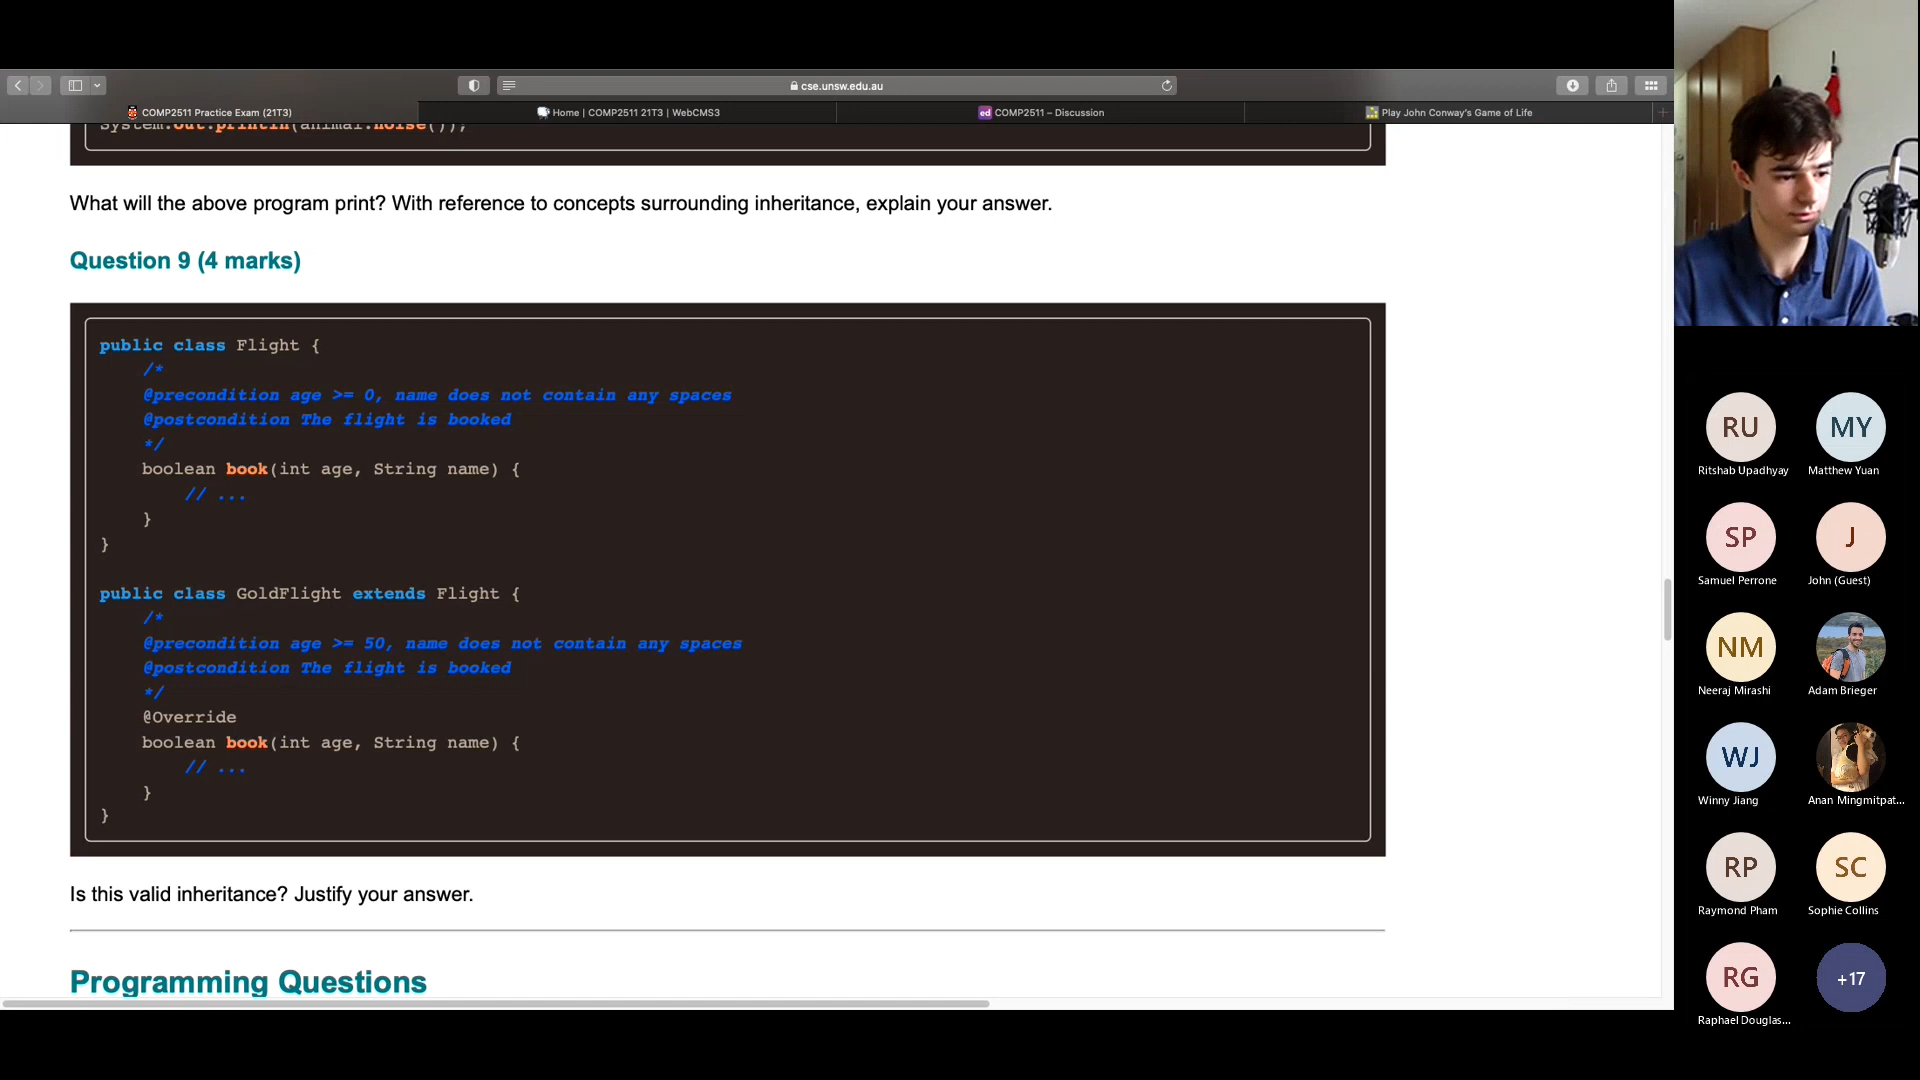 cse.unsw.edu.au
COMP2511 Practice Exam (21T3)
Home | COMP2511 21T3 | WebCMS3
ed COMP2511 – Discussion
Play John Conway's Game of Life
System.out.println(animal.noise());
What will the above program print? With reference to concepts surrounding inheritance, explain your answer.
Question 9 (4 marks)
public class Flight {
/*
@precondition age >= 0, name does not contain any spaces
@postcondition The flight is booked
*/
boolean book(int age, String name) {
// ...
}
}
public class GoldFlight extends Flight {
/*
@precondition age >= 50, name does not contain any spaces
@postcondition The flight is booked
*/
@Override
boolean book(int age, String name) {
// ...
}
}
Is this valid inheritance? Justify your answer.
Programming Questions
RU
MY
Ritshab Upadhyay
Matthew Yuan
SP
J
Samuel Perrone
John (Guest)
NM
Neeraj Mirashi
Adam Brieger
WJ
Winny Jiang
Anan Mingmitpat...
RP
SC
Raymond Pham
Sophie Collins
RG
+17
Raphael Douglas...